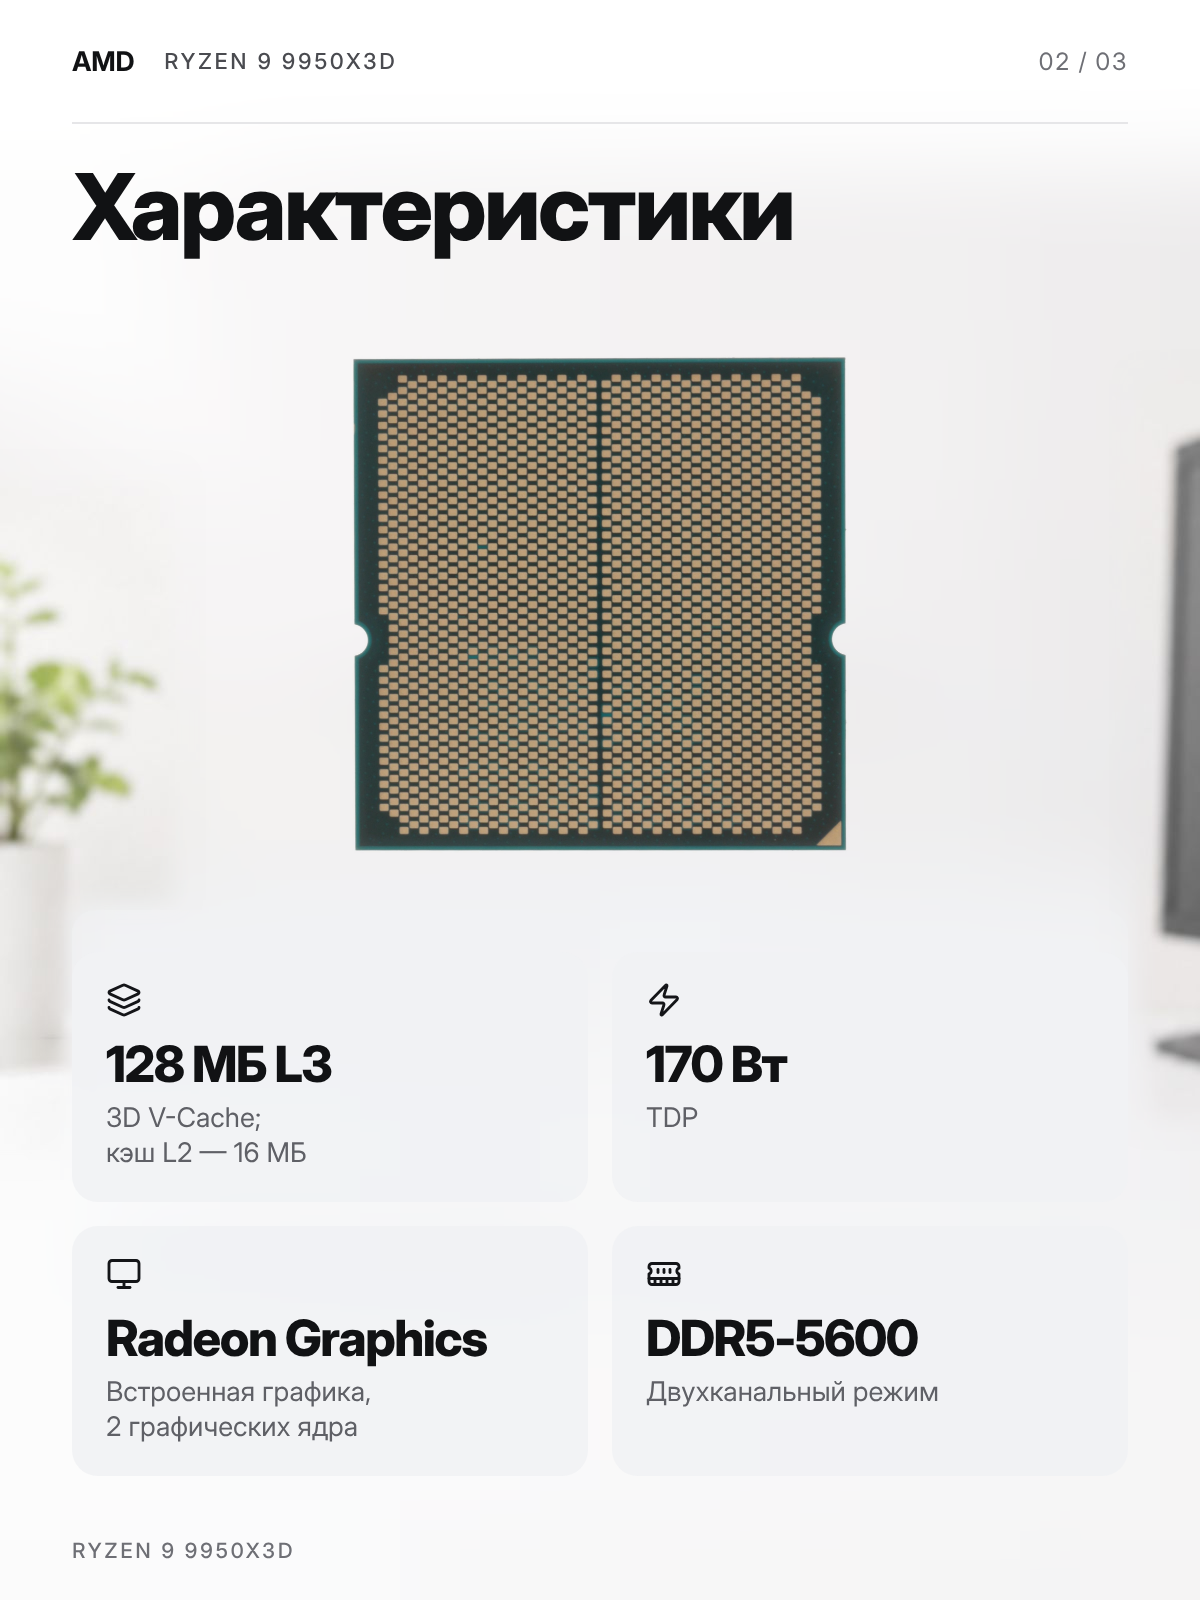 AMD RYZEN 9 9950X3D 02 / 03
Характеристики
128 МБ L3
3D V-Cache;
кэш L2 — 16 МБ
170 Вт
TDP
Radeon Graphics
Встроенная графика,
2 графических ядра
DDR5-5600
Двухканальный режим
RYZEN 9 9950X3D